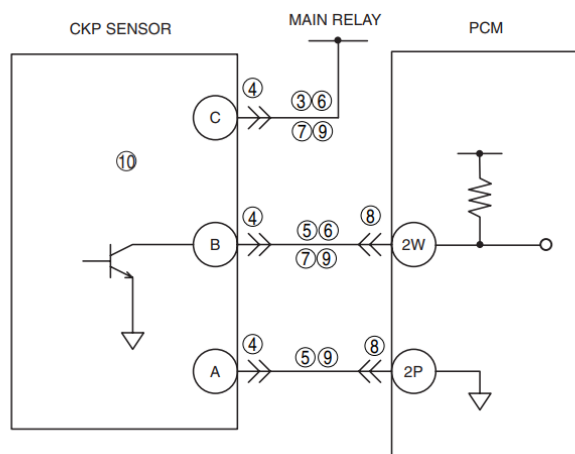 CKP SENSOR MAIN RELAY PCM
④ ③⑥
C
⑦⑨
⑩
④ ⑤⑥ ⑧
B 2W
⑦⑨
④ ⑤⑨ ⑧
A 2P